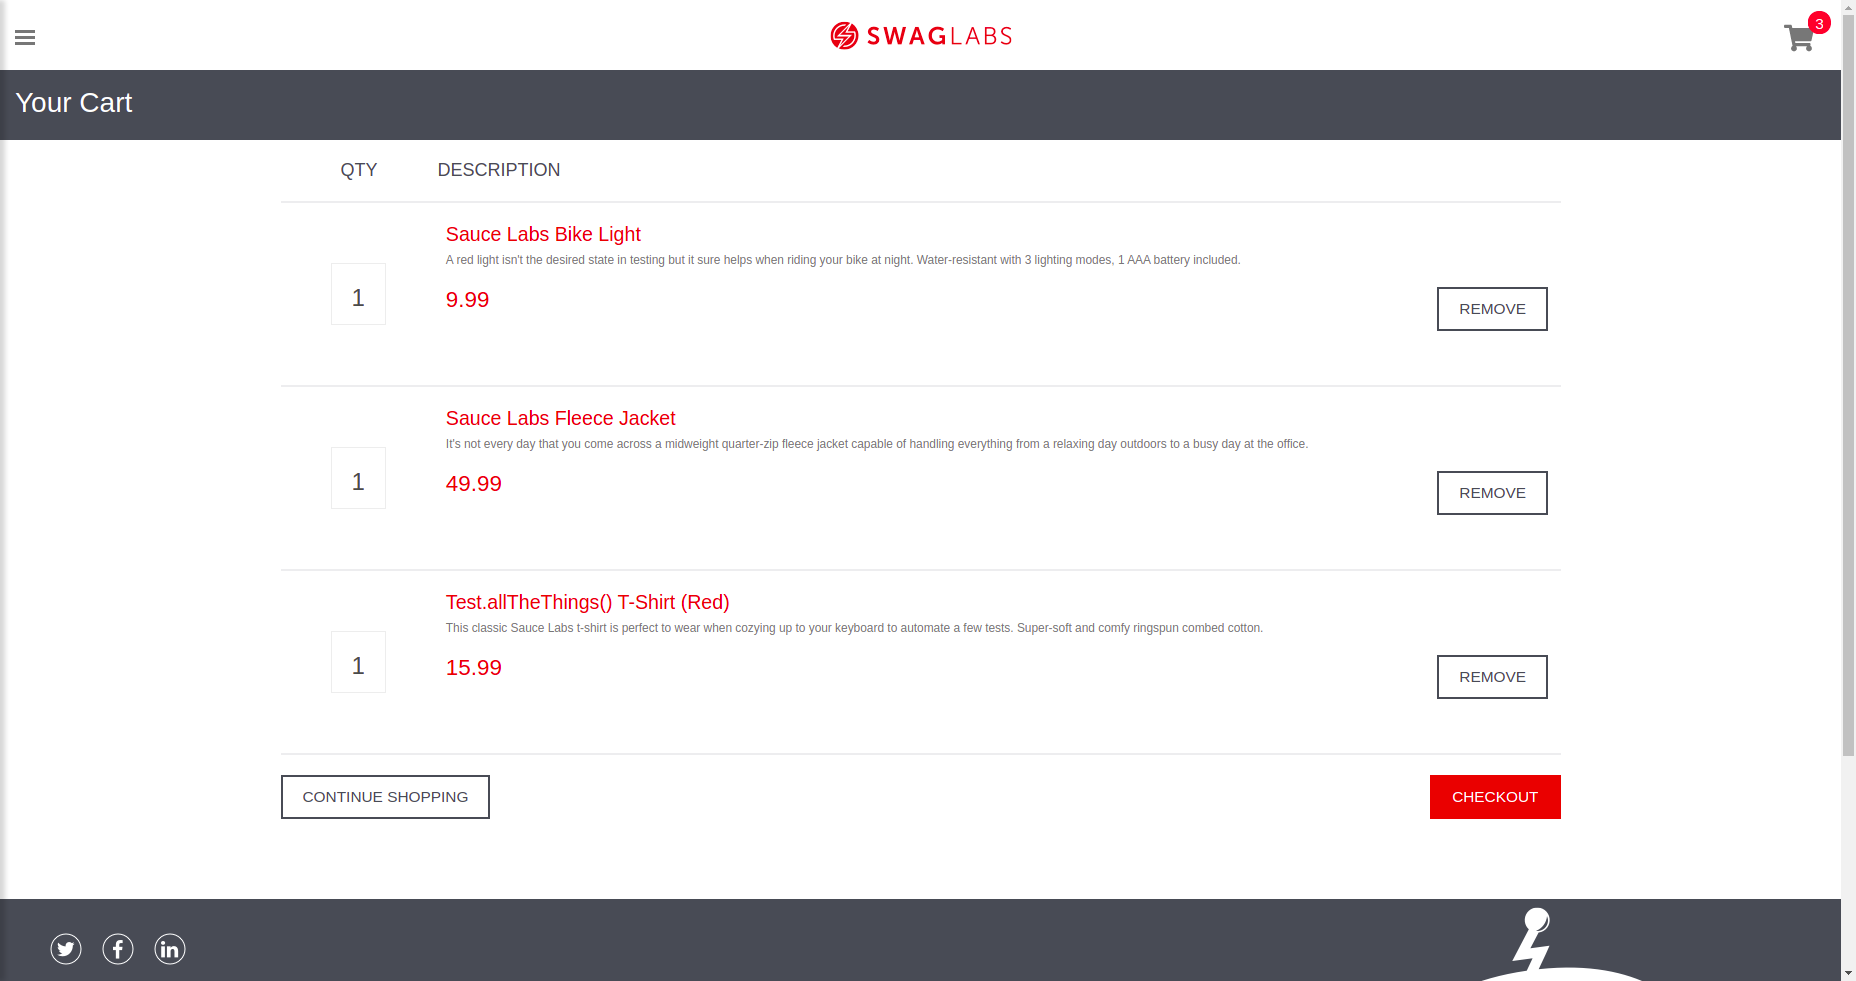 SWAGLABS
3
Your Cart
QTY DESCRIPTION
Sauce Labs Bike Light
A red light isn't the desired state in testing but it sure helps when riding your bike at night. Water-resistant with 3 lighting modes, 1 AAA battery included.
1
9.99
REMOVE
Sauce Labs Fleece Jacket
It's not every day that you come across a midweight quarter-zip fleece jacket capable of handling everything from a relaxing day outdoors to a busy day at the office.
1
49.99
REMOVE
Test.allTheThings() T-Shirt (Red)
This classic Sauce Labs t-shirt is perfect to wear when cozying up to your keyboard to automate a few tests. Super-soft and comfy ringspun combed cotton.
1
15.99
REMOVE
CONTINUE SHOPPING CHECKOUT